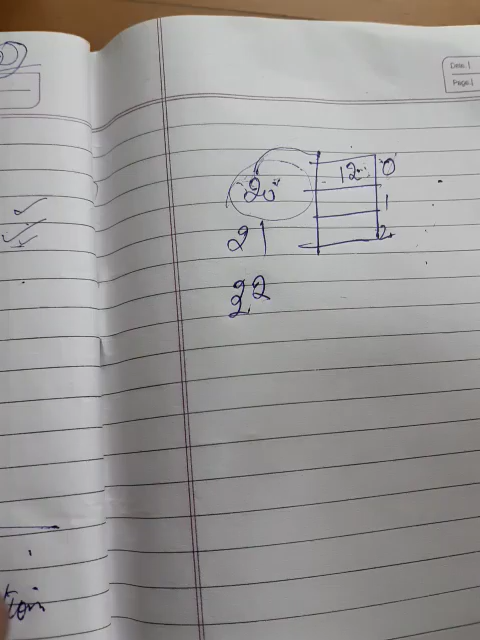 Date. /
Page. /
"20" 12 0
21 1
22 2